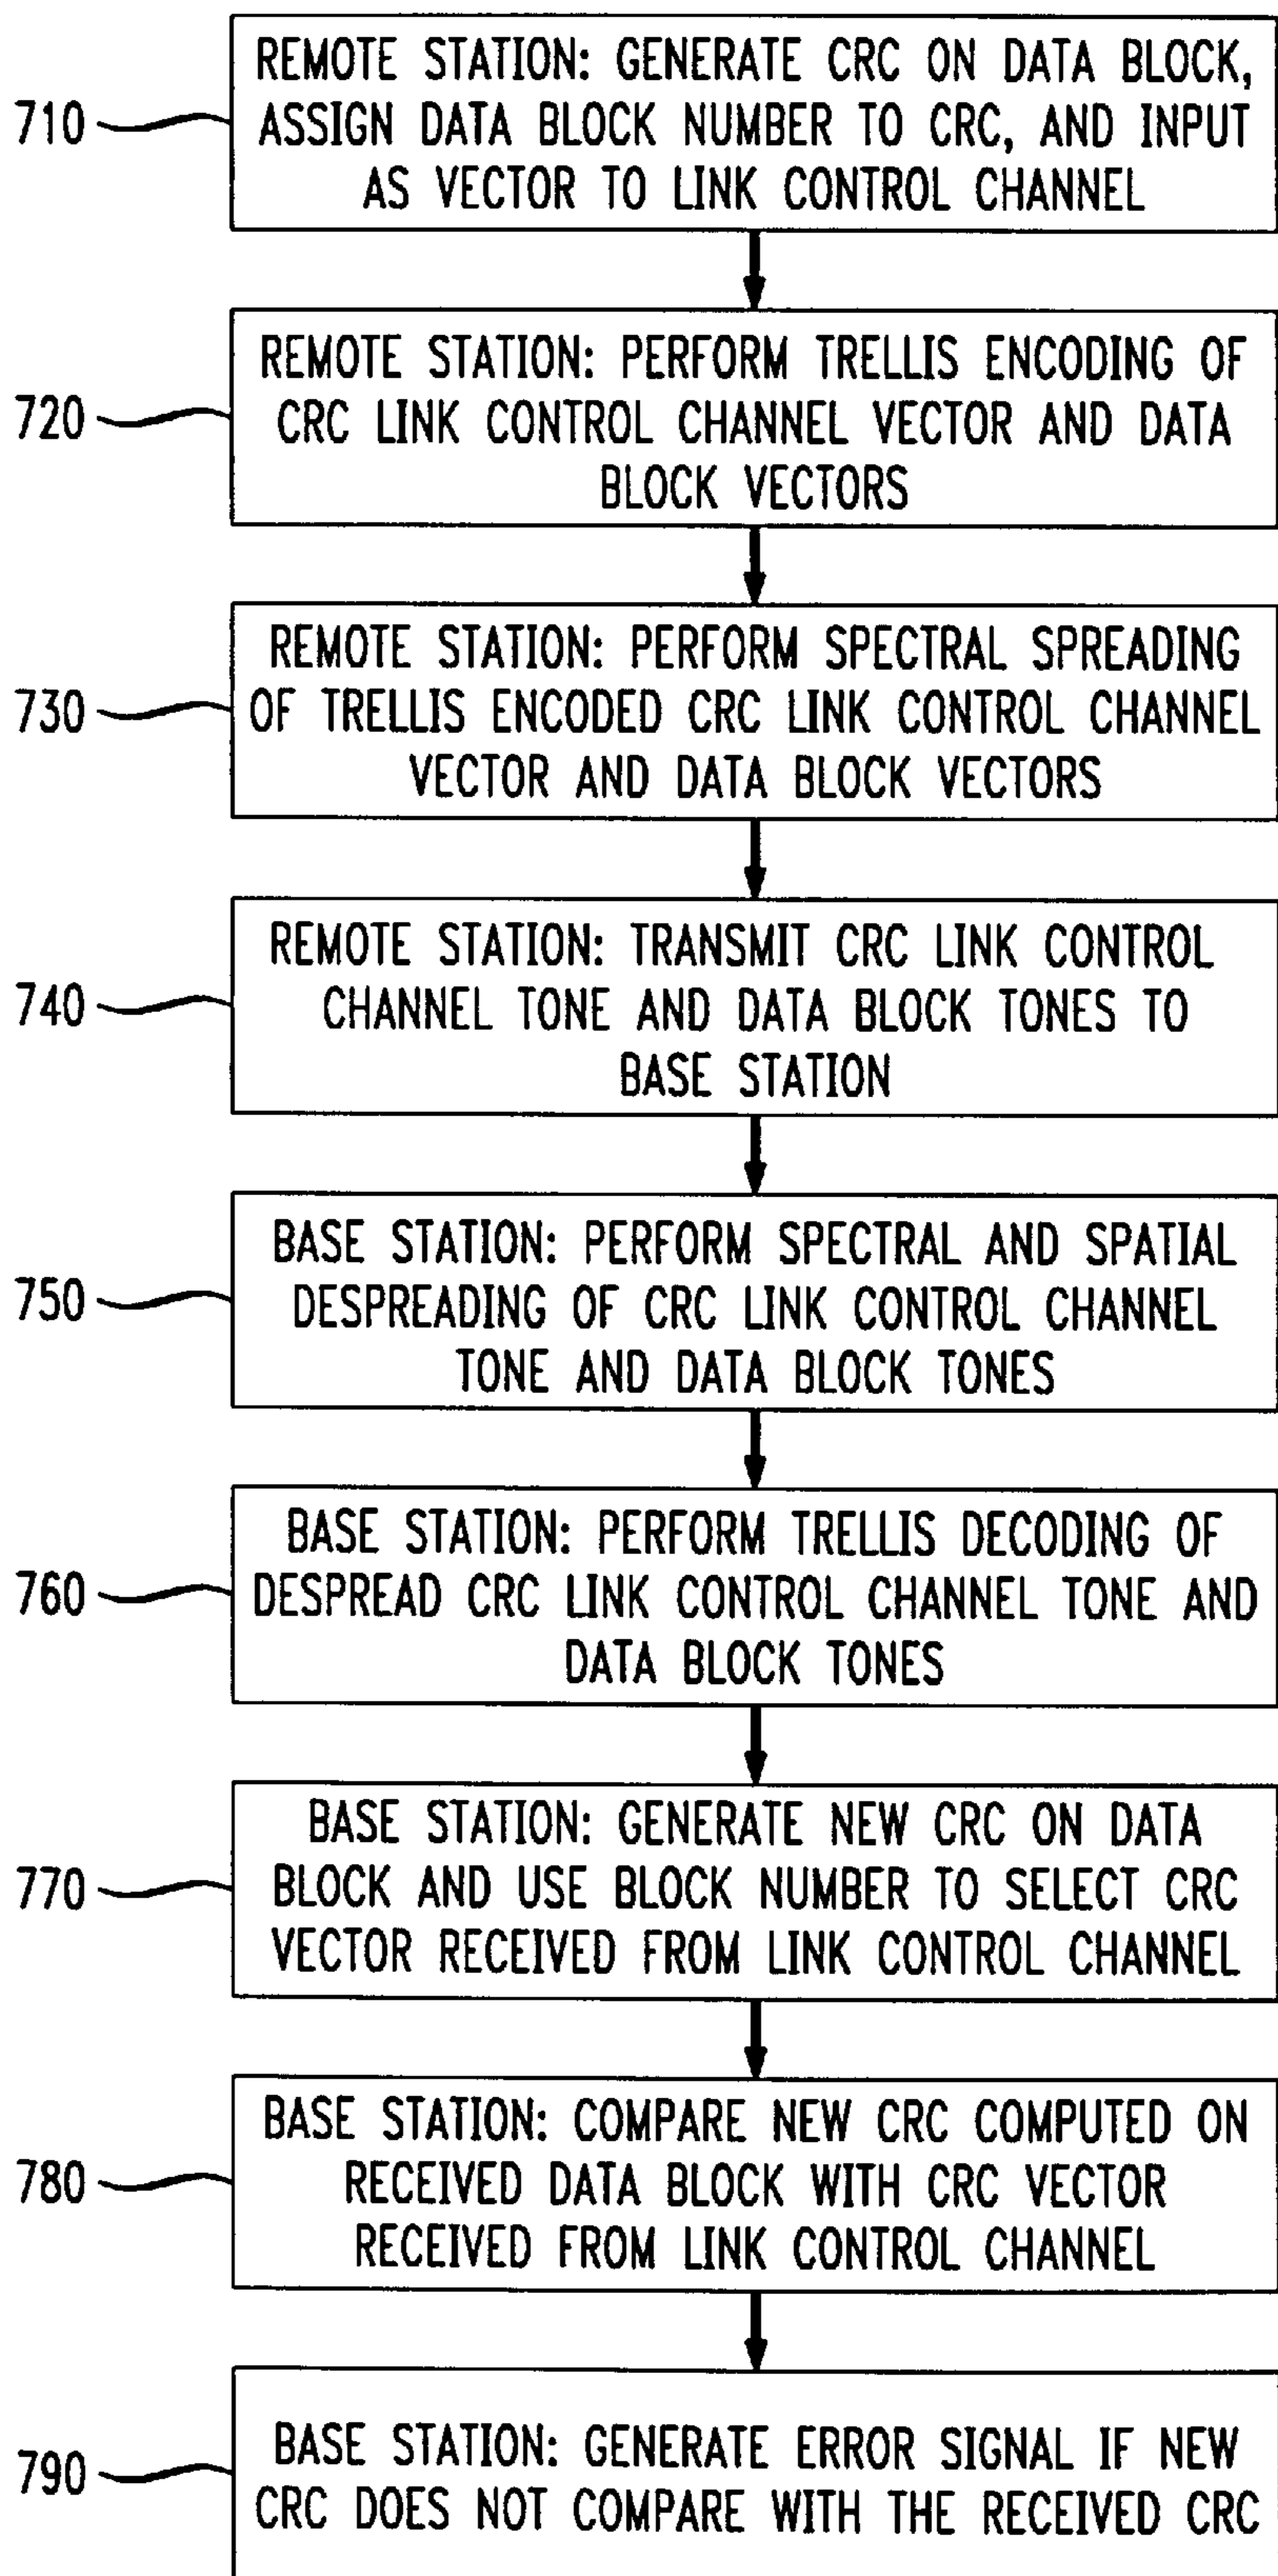 710
REMOTE STATION: GENERATE CRC ON DATA BLOCK,
ASSIGN DATA BLOCK NUMBER TO CRC, AND INPUT
AS VECTOR TO LINK CONTROL CHANNEL
720
REMOTE STATION: PERFORM TRELLIS ENCODING OF
CRC LINK CONTROL CHANNEL VECTOR AND DATA
BLOCK VECTORS
730
REMOTE STATION: PERFORM SPECTRAL SPREADING
OF TRELLIS ENCODED CRC LINK CONTROL CHANNEL
VECTOR AND DATA BLOCK VECTORS
740
REMOTE STATION: TRANSMIT CRC LINK CONTROL
CHANNEL TONE AND DATA BLOCK TONES TO
BASE STATION
750
BASE STATION: PERFORM SPECTRAL AND SPATIAL
DESPREADING OF CRC LINK CONTROL CHANNEL
TONE AND DATA BLOCK TONES
760
BASE STATION: PERFORM TRELLIS DECODING OF
DESPREAD CRC LINK CONTROL CHANNEL TONE AND
DATA BLOCK TONES
770
BASE STATION: GENERATE NEW CRC ON DATA
BLOCK AND USE BLOCK NUMBER TO SELECT CRC
VECTOR RECEIVED FROM LINK CONTROL CHANNEL
780
BASE STATION: COMPARE NEW CRC COMPUTED ON
RECEIVED DATA BLOCK WITH CRC VECTOR
RECEIVED FROM LINK CONTROL CHANNEL
790
BASE STATION: GENERATE ERROR SIGNAL IF NEW
CRC DOES NOT COMPARE WITH THE RECEIVED CRC